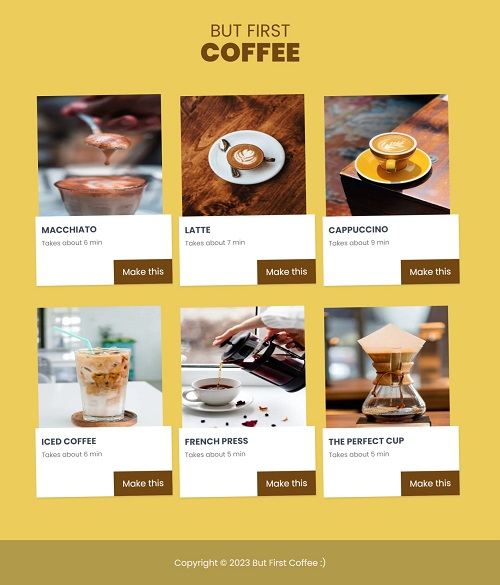 BUT FIRST
COFFEE
MACCHIATO
Takes about 6 min
Make this
LATTE
Takes about 7 min
Make this
CAPPUCCINO
Takes about 9 min
Make this
ICED COFFEE
Takes about 6 min
Make this
FRENCH PRESS
Takes about 5 min
Make this
THE PERFECT CUP
Takes about 5 min
Make this
Copyright © 2023 But First Coffee :)